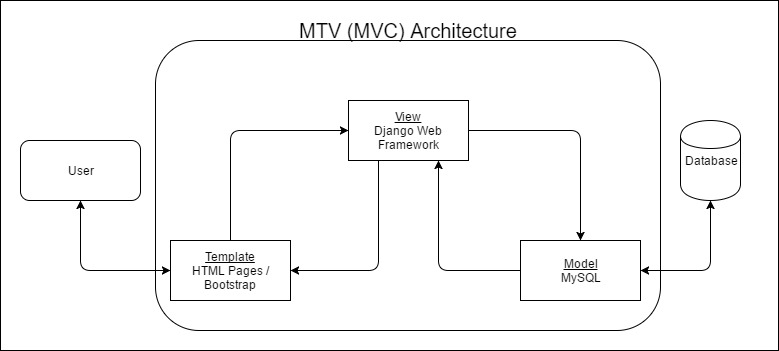 MTV (MVC) Architecture
View
Django Web
Framework
User
Database
Template
HTML Pages /
Bootstrap
Model
MySQL